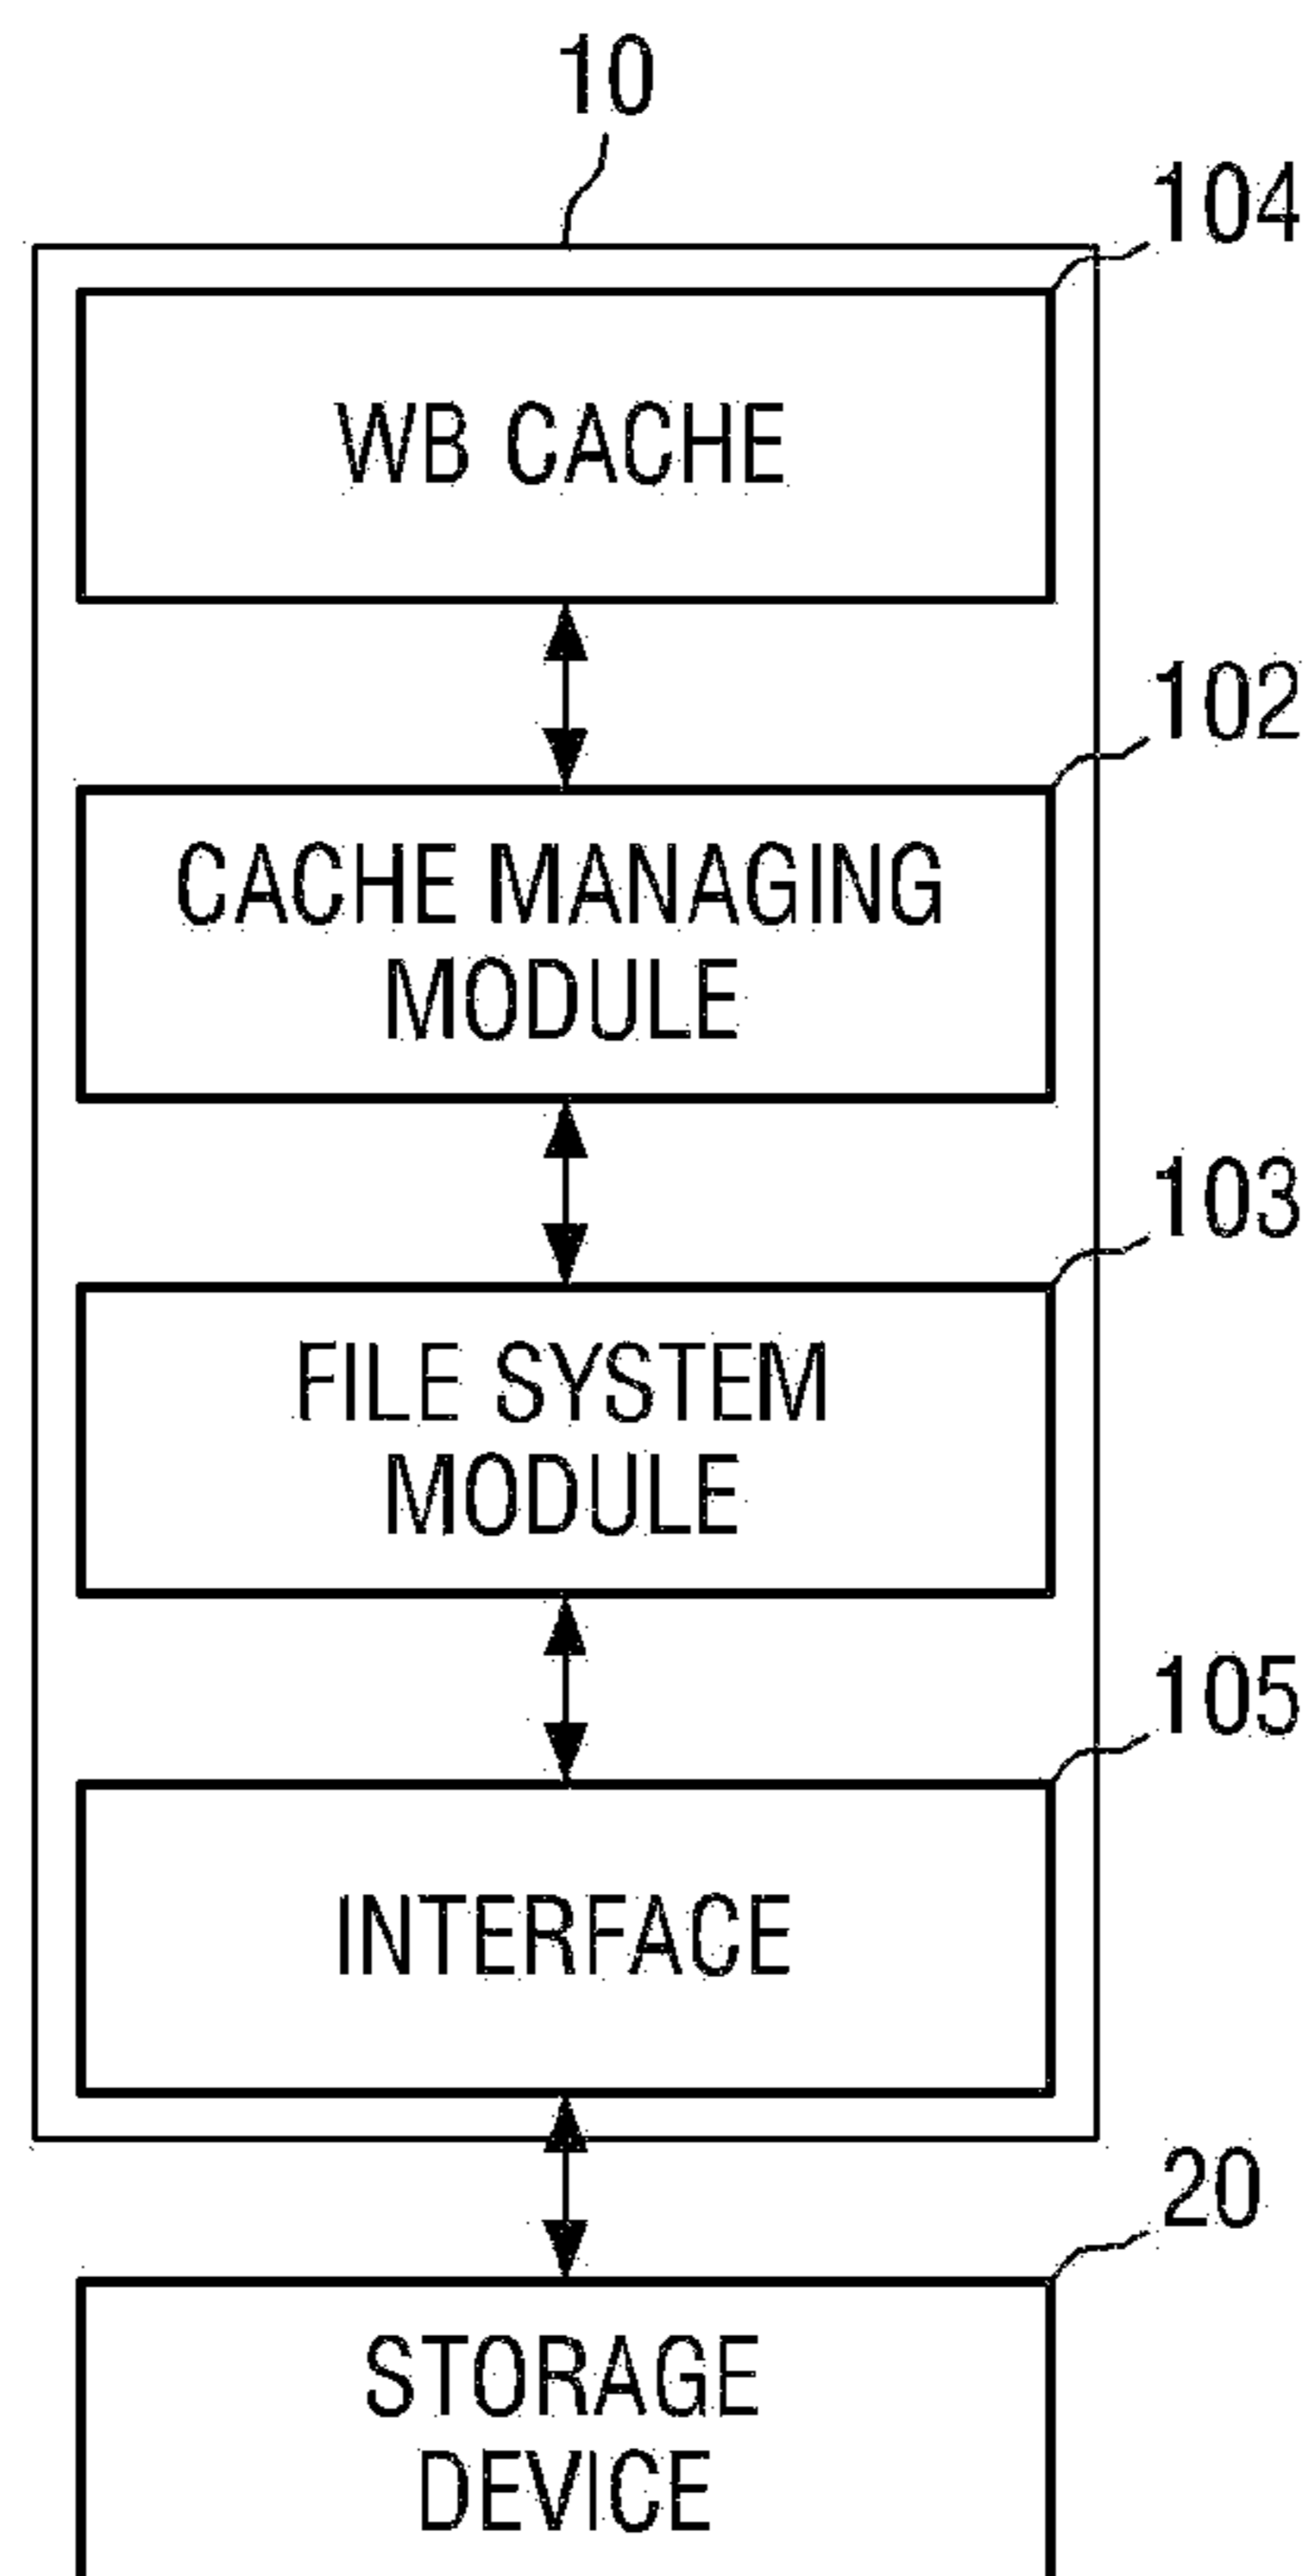 10
104
WB CACHE
102
CACHE MANAGING
MODULE
103
FILE SYSTEM
MODULE
105
INTERFACE
20
STORAGE
DEVICE